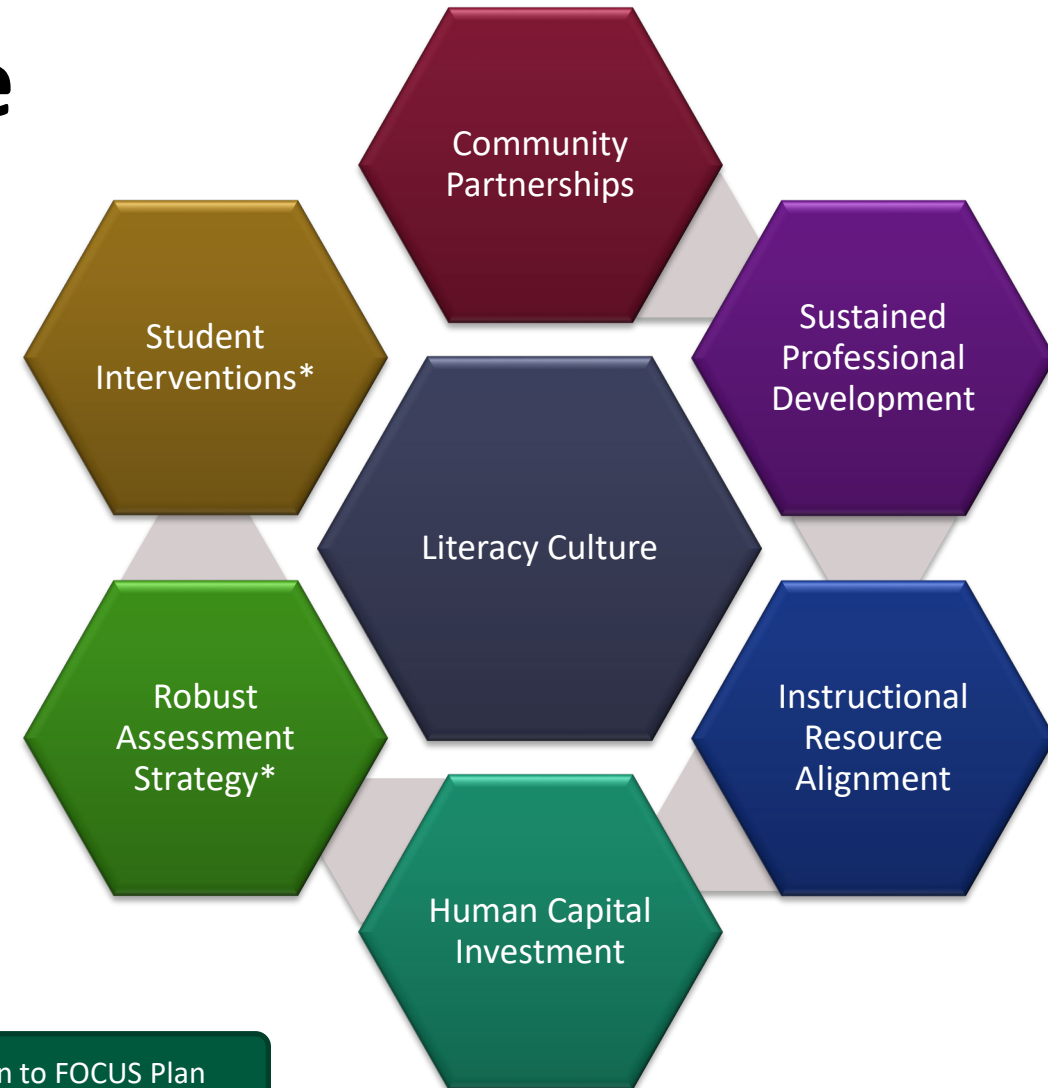 Community
Partnerships
Sustained
Professional
Development
Instructional
Resource
Alignment
Human Capital
Investment
Robust
Assessment
Strategy*
Student
Interventions*
Literacy Culture
to FOCUS Plan